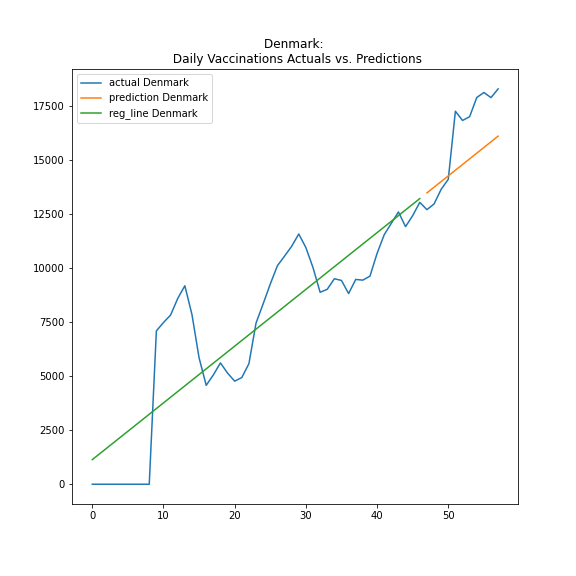 Denmark:
Daily Vaccinations Actuals vs. Predictions
actual Denmark
prediction Denmark
reg_line Denmark
17500
15000
12500
10000
7500
5000
2500
0
0 10 20 30 40 50